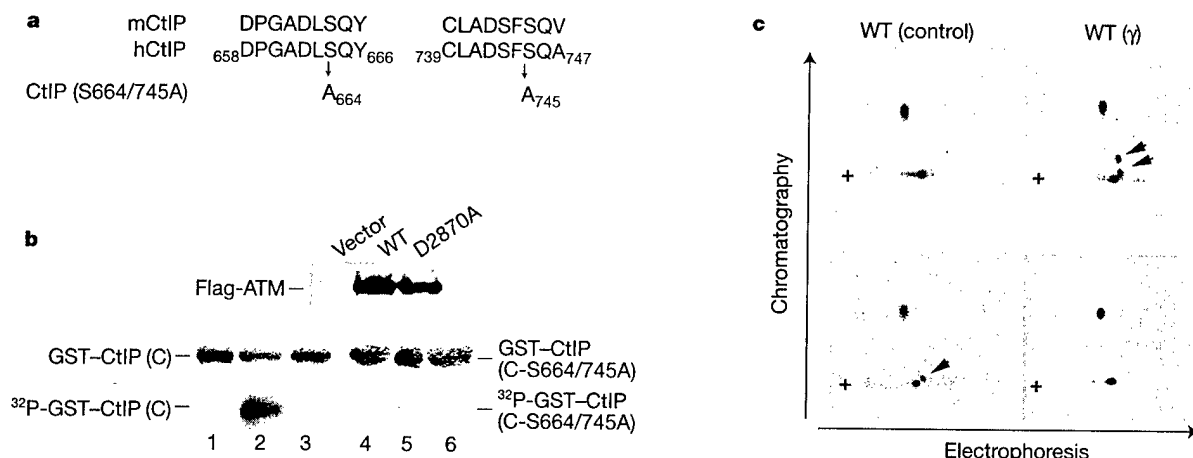 a
mCtIP DPGADLSQY CLADSFSQV
hCtIP 658DPGADLSQY666 739CLADSFSQA747
CtIP (S664/745A) A664 A745
b
Vector WT D2870A
Flag-ATM
GST–CtIP (C) GST–CtIP
(C-S664/745A)
32P-GST–CtIP (C) 32P-GST–CtIP
(C-S664/745A)
1 2 3 4 5 6
c
WT (control) WT (γ)
Chromatography
+ +
+ +
Electrophoresis